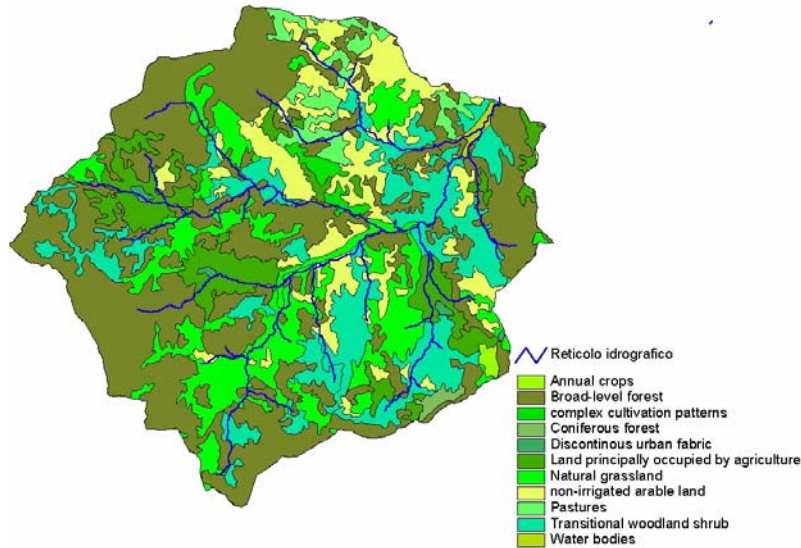 Reticolo idrografico
Annual crops
Broad-level forest
complex cultivation patterns
Coniferous forest
Discontinous urban fabric
Land principally occupied by agriculture
Natural grassland
non-irrigated arable land
Pastures
Transitional woodland shrub
Water bodies